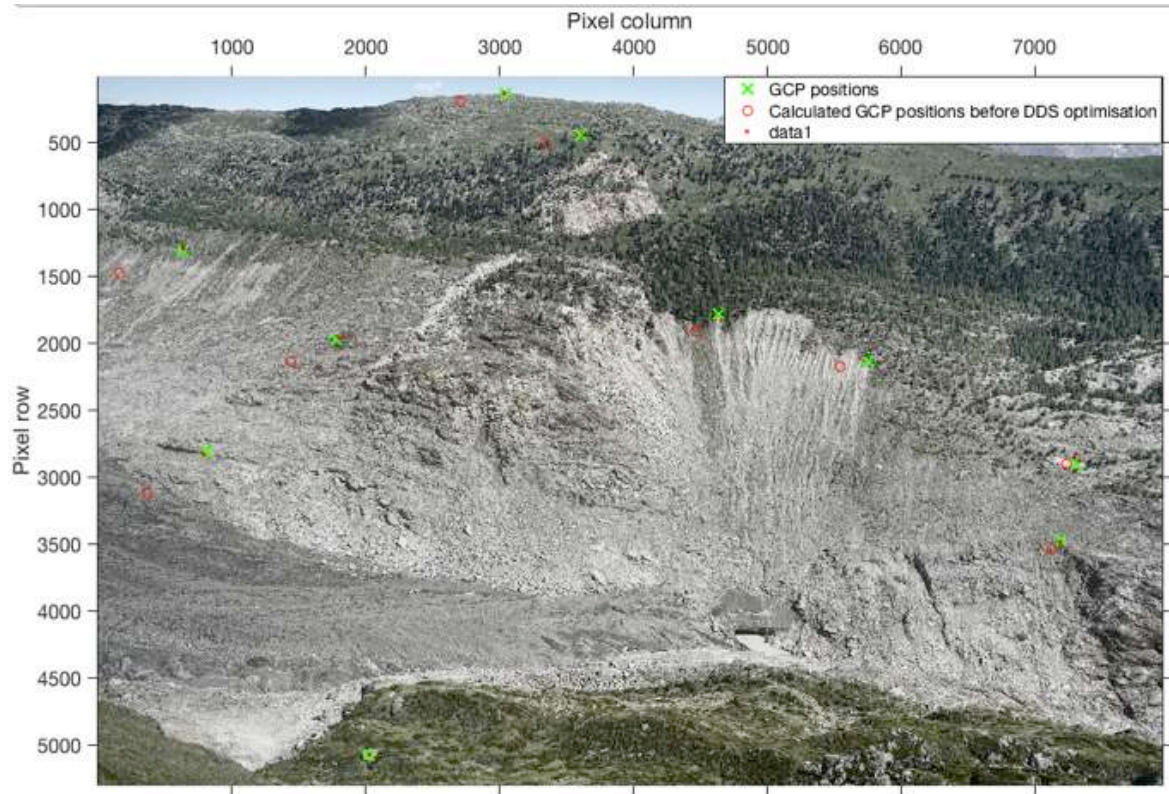 Pixel column
1000 2000 3000 4000 5000 6000 7000
GCP positions
Calculated GCP positions before DDS optimisation
data1
500
1000
1500
2000
2500
3000
3500
4000
4500
5000
Pixel row